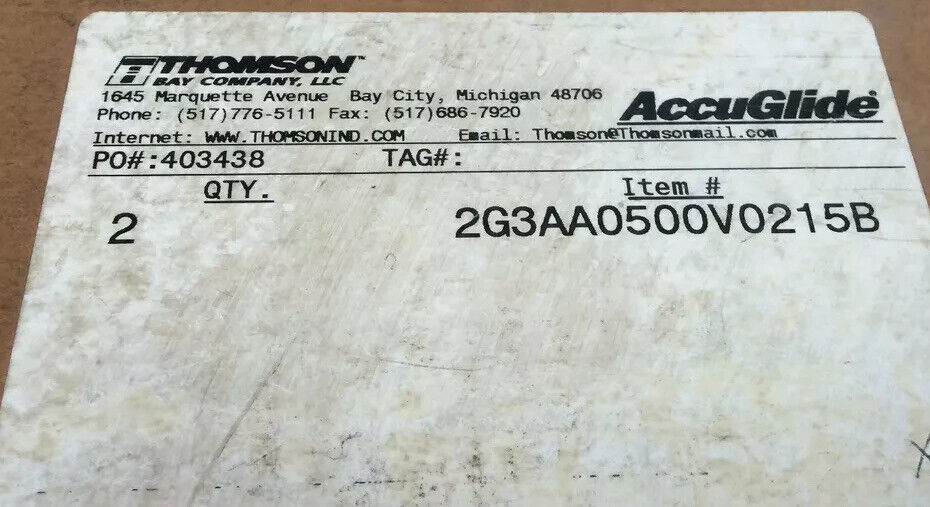 THOMSON™
BAY COMPANY, LLC
1645 Marquette Avenue Bay City, Michigan 48706
Phone: (517)776-5111 Fax: (517)686-7920
AccuGlide
Internet: WWW.THOMSONIND.COM Email: Thomson@Thomsonmail.com
PO#:403438 TAG#:
QTY. Item #
2 2G3AA0500V0215B
X